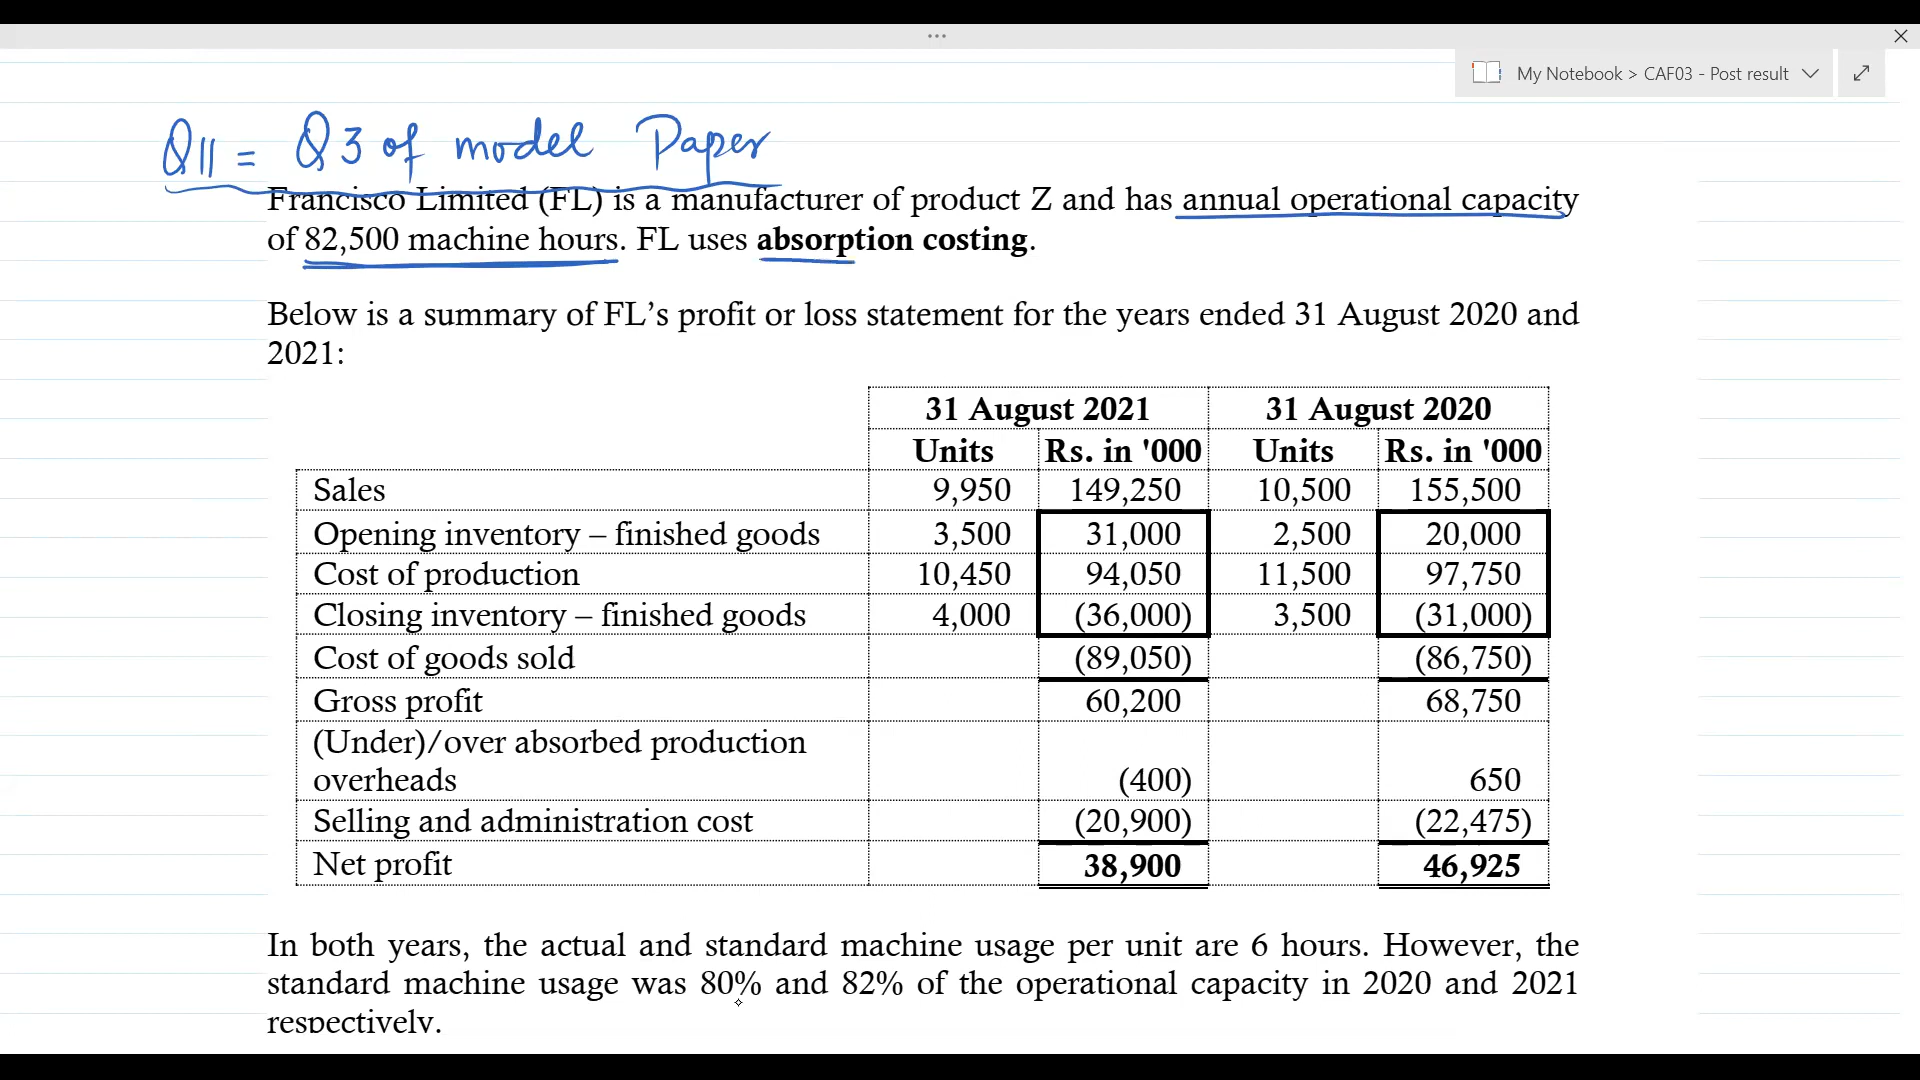 ...
My Notebook > CAF03 - Post result
Q11 = Q3 of model Paper
Francisco Limited (FL) is a manufacturer of product Z and has annual operational capacity
of 82,500 machine hours. FL uses absorption costing.
Below is a summary of FL’s profit or loss statement for the years ended 31 August 2020 and
2021:
31 August 2021 31 August 2020
Units Rs. in '000 Units Rs. in '000
Sales 9,950 149,250 10,500 155,500
Opening inventory – finished goods 3,500 31,000 2,500 20,000
Cost of production 10,450 94,050 11,500 97,750
Closing inventory – finished goods 4,000 (36,000) 3,500 (31,000)
Cost of goods sold (89,050) (86,750)
Gross profit 60,200 68,750
(Under)/over absorbed production
overheads (400) 650
Selling and administration cost (20,900) (22,475)
Net profit 38,900 46,925
In both years, the actual and standard machine usage per unit are 6 hours. However, the
standard machine usage was 80% and 82% of the operational capacity in 2020 and 2021
respectively.